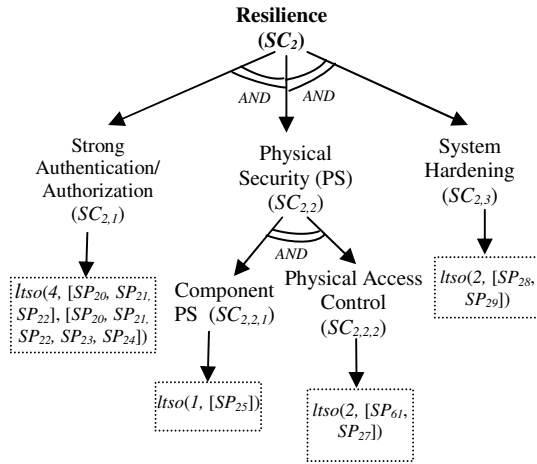 Resilience
(SC2)
AND AND
Strong
Authentication/
Authorization
(SC2,1)
Physical
Security (PS)
(SC2,2)
System
Hardening
(SC2,3)
AND
ltso(4, [SP20, SP21,
SP22], [SP20, SP21,
SP22, SP23, SP24])
Component
PS (SC2,2,1)
Physical Access
Control
(SC2,2,2)
ltso(2, [SP28,
SP29])
ltso(1, [SP25])
ltso(2, [SP61,
SP27])